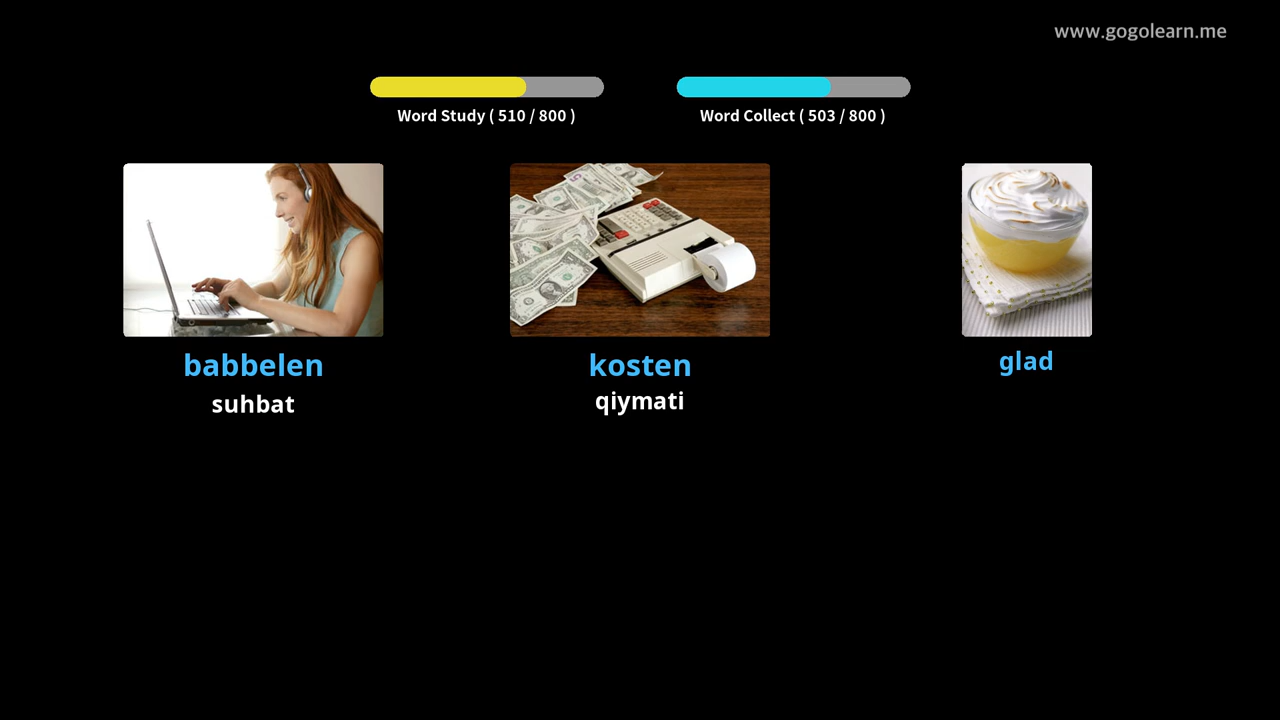 www.gogolearn.me
Word Study ( 510 / 800 )
Word Collect ( 503 / 800 )
babbelen
suhbat
kosten
qiymati
glad